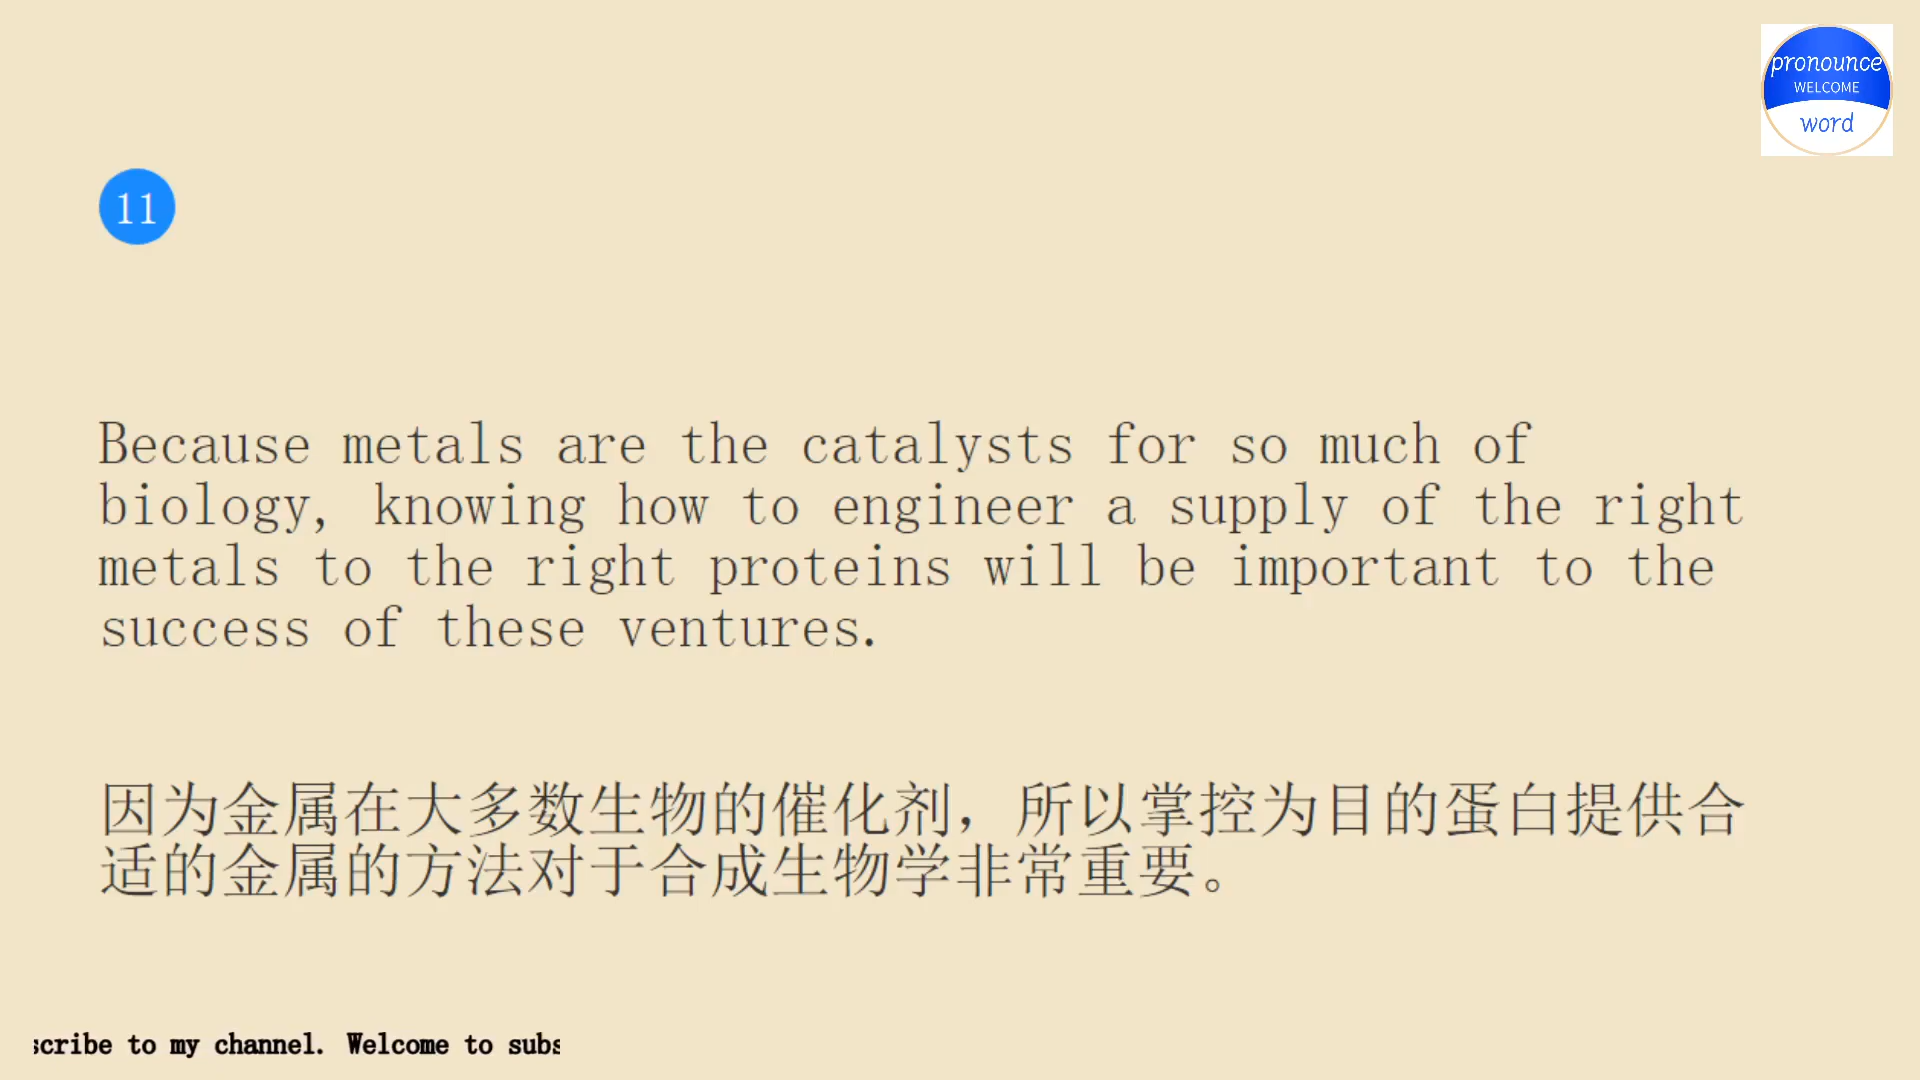 pronounce
WELCOME
word
11
Because metals are the catalysts for so much of
biology, knowing how to engineer a supply of the right
metals to the right proteins will be important to the
success of these ventures.
因为金属在大多数生物的催化剂，所以掌控为目的蛋白提供合
适的金属的方法对于合成生物学非常重要。
scribe to my channel. Welcome to subs